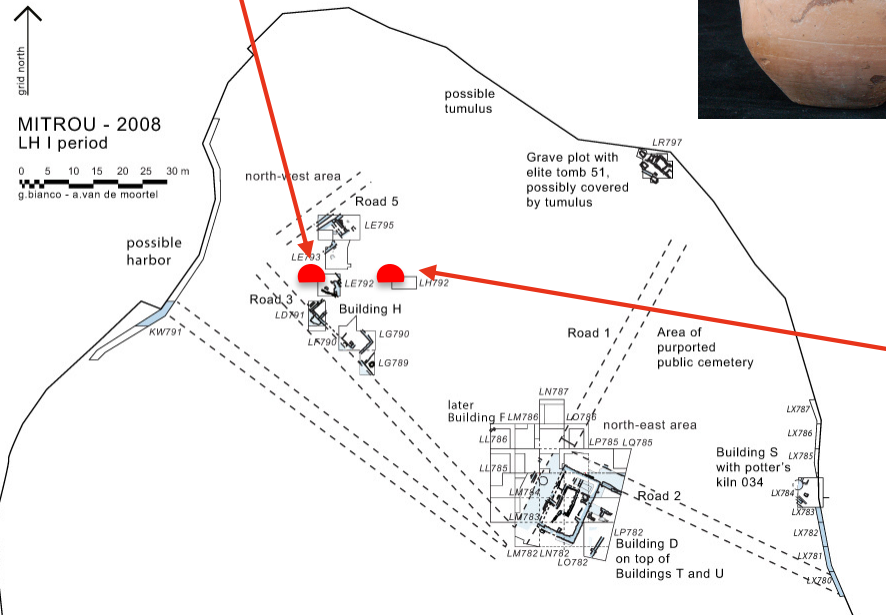 grid north
MITROU - 2008
LH I period
0 5 10 15 20 25 30 m
g.bianco - a.van de moortel
possible
tumulus
LR797
Grave plot with
elite tomb 51,
possibly covered
by tumulus
north-west area
Road 5
LE795
possible
harbor
LE793
LE792
LH792
Road 3
LD791
Building H
KW791
LF790
LG790
LG789
Road 1
Area of
purported
public cemetery
LN787
later
Building F
LM786
LO786
LX787
north-east area
LL786
LP785
LQ785
LX786
LX785
Building S
with potter's
kiln 034
LL785
LX784
LM784
Road 2
LX783
LM783
LP782
LX782
LM782
LN782
LO782
Building D
on top of
Buildings T and U
LX781
LX780